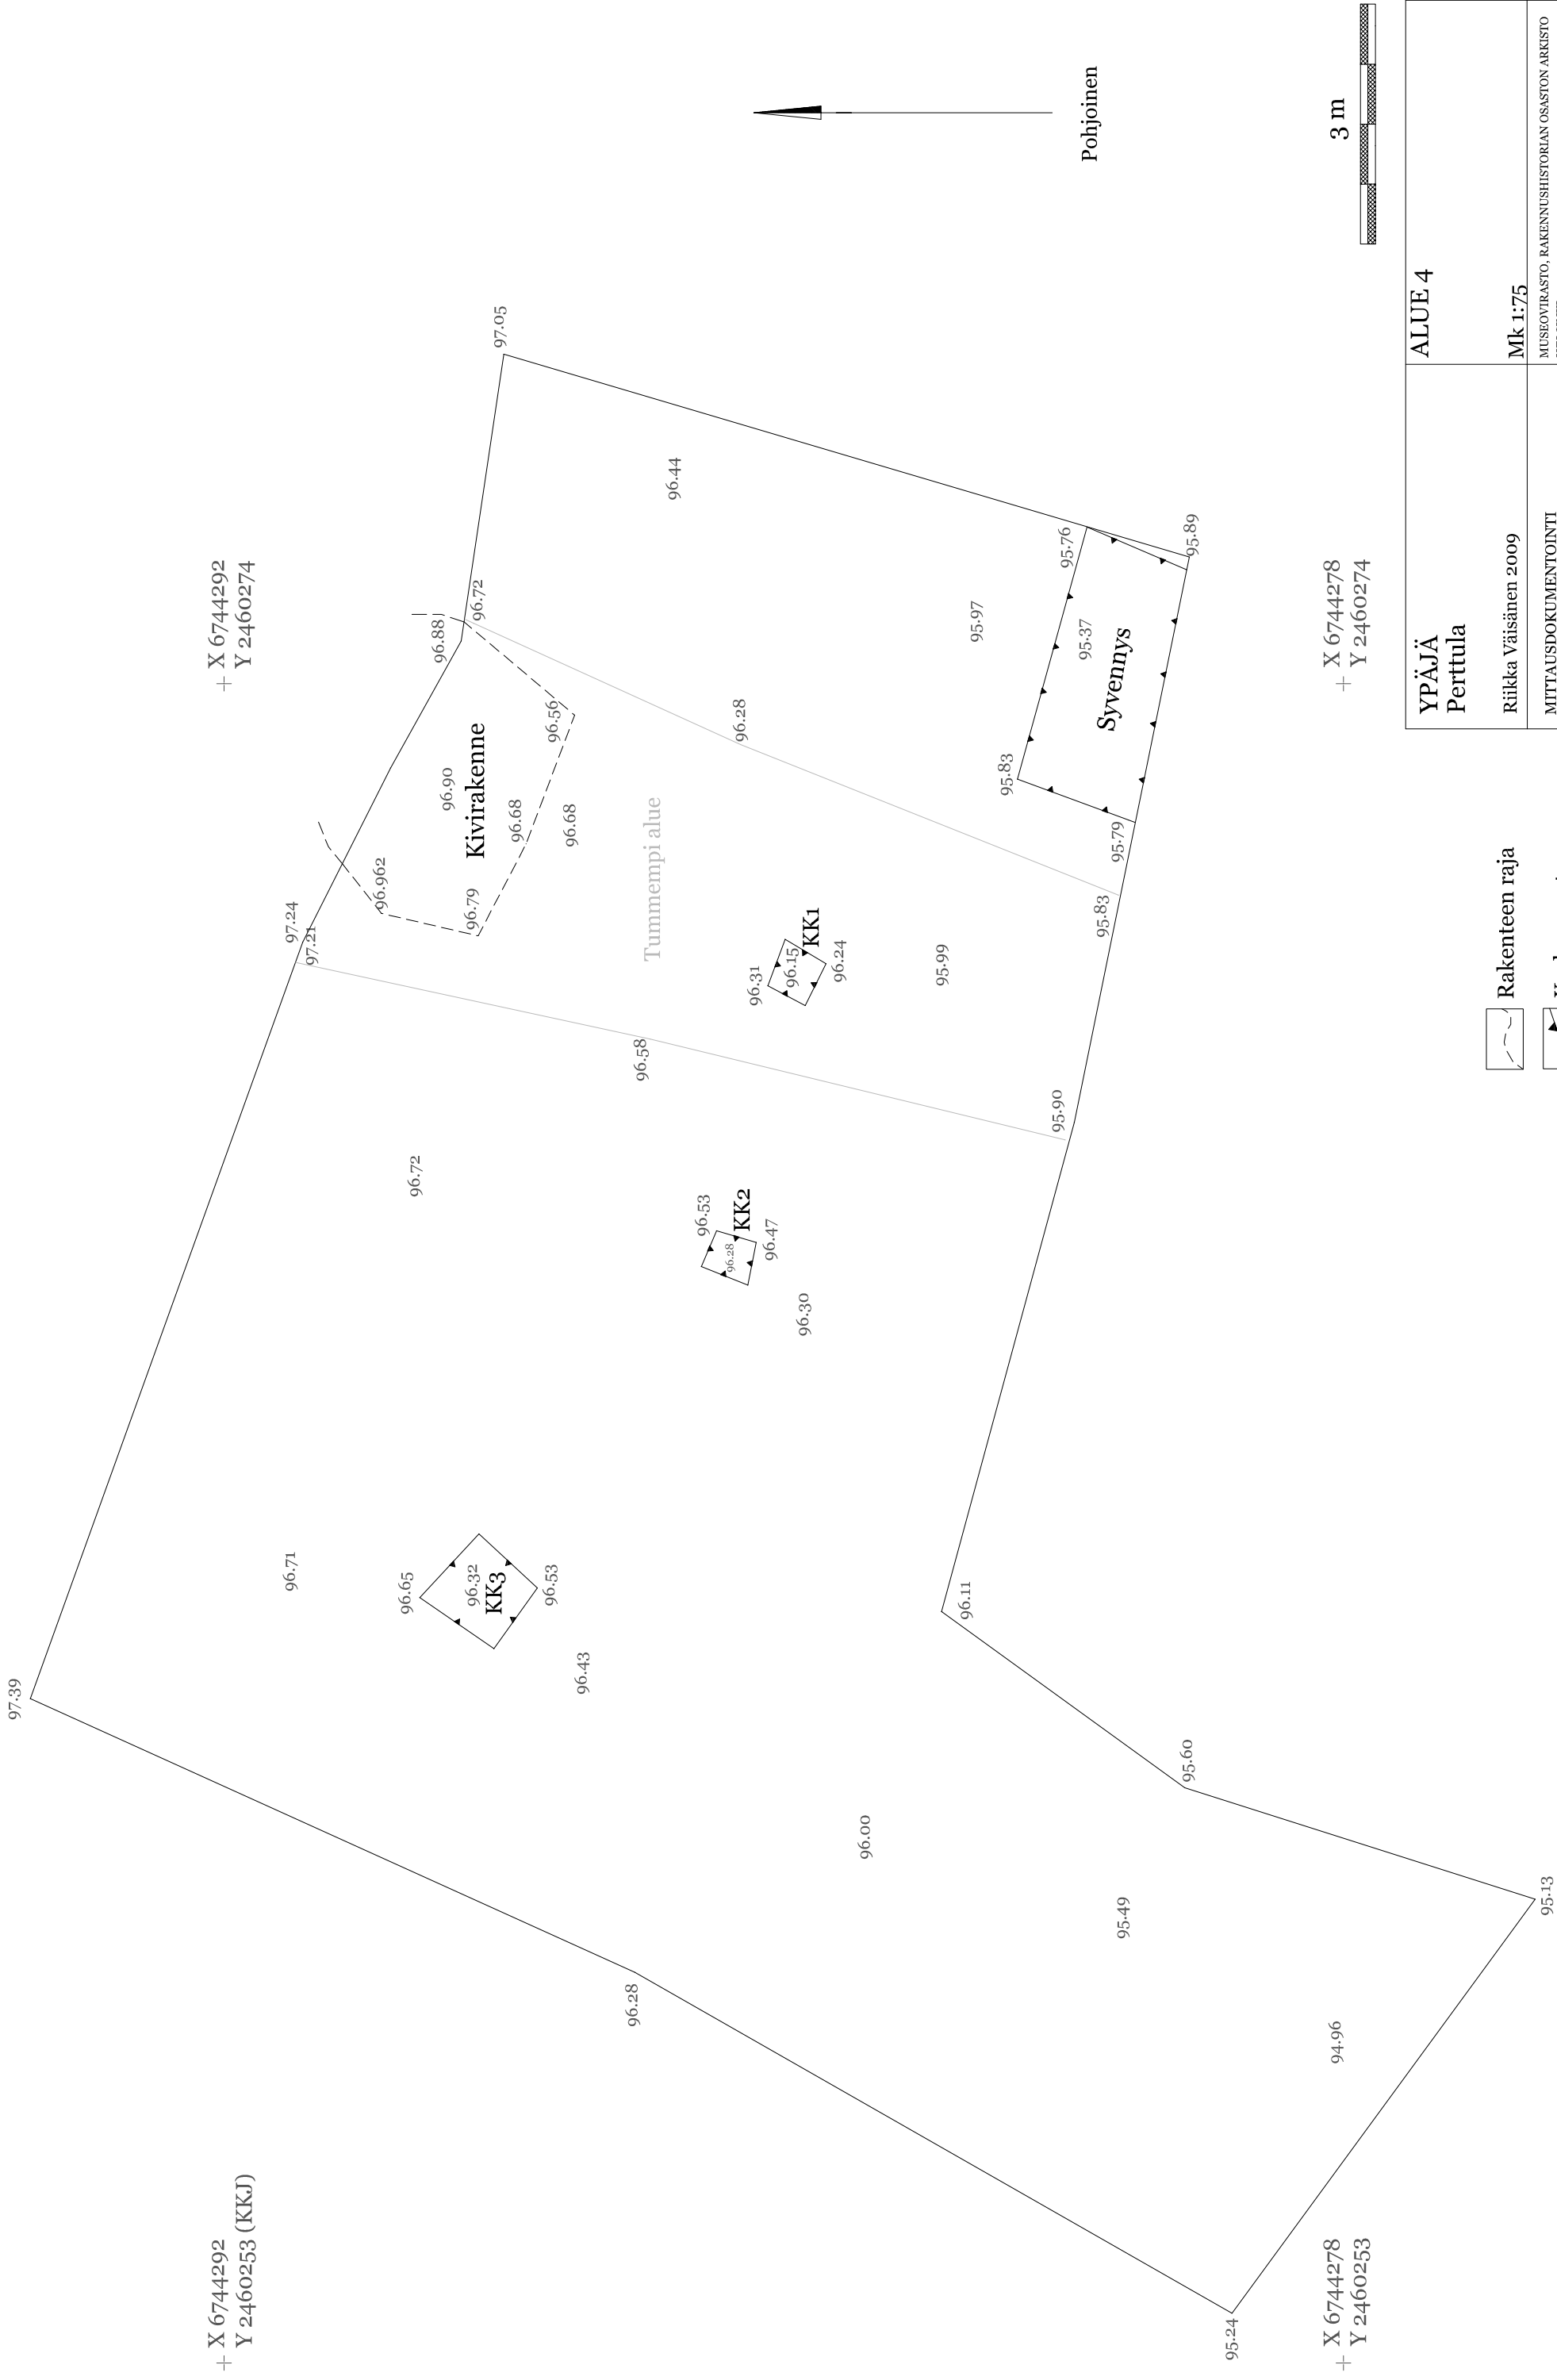 + X 6744292
Y 2460253 (KKJ)
+ X 6744292
Y 2460274
97.39
97.24
97.21
96.71
96.962
96.88
96.72
97.05
96.72
96.90
Kivirakenne
96.79
96.68
96.56
96.68
96.65
96.32
KK3
96.53
96.43
96.28
96.58
Tummempi alue
96.44
96.28
96.53
96.28
KK2
96.47
96.30
96.31
96.15
KK1
96.24
96.00
95.99
95.97
96.11
95.83
95.76
95.37
Syvennys
95.90
95.83
95.79
95.89
95.49
95.60
94.96
95.24
95.13
Pohjoinen
3 m
+ X 6744278
Y 2460253
+ X 6744278
Y 2460274
YPÄJÄ
Perttula
Riikka Väisänen 2009
MITTAUSDOKUMENTOINTI
ALUE 4
Mk 1:75
MUSEOVIRASTO, RAKENNUSHISTORIAN OSASTON ARKISTO
Rakenteen raja